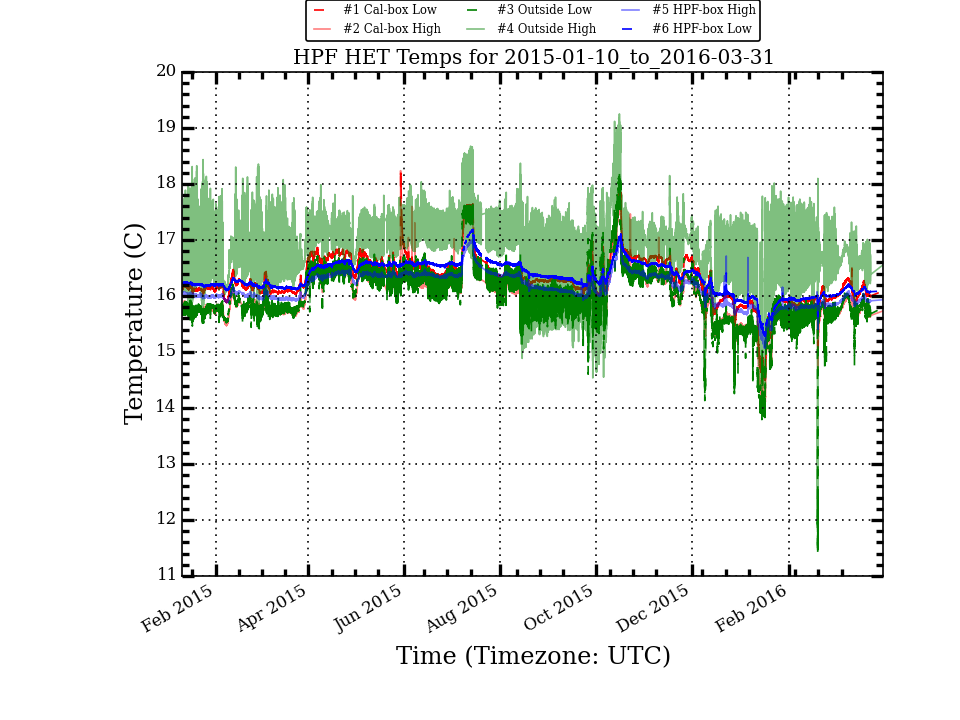 #1 Cal-box Low #3 Outside Low #5 HPF-box High
#2 Cal-box High #4 Outside High #6 HPF-box Low
HPF HET Temps for 2015-01-10_to_2016-03-31
20
19
18
17
16
15
14
13
12
11
Temperature (C)
Feb 2015 Apr 2015 Jun 2015 Aug 2015 Oct 2015 Dec 2015 Feb 2016
Time (Timezone: UTC)